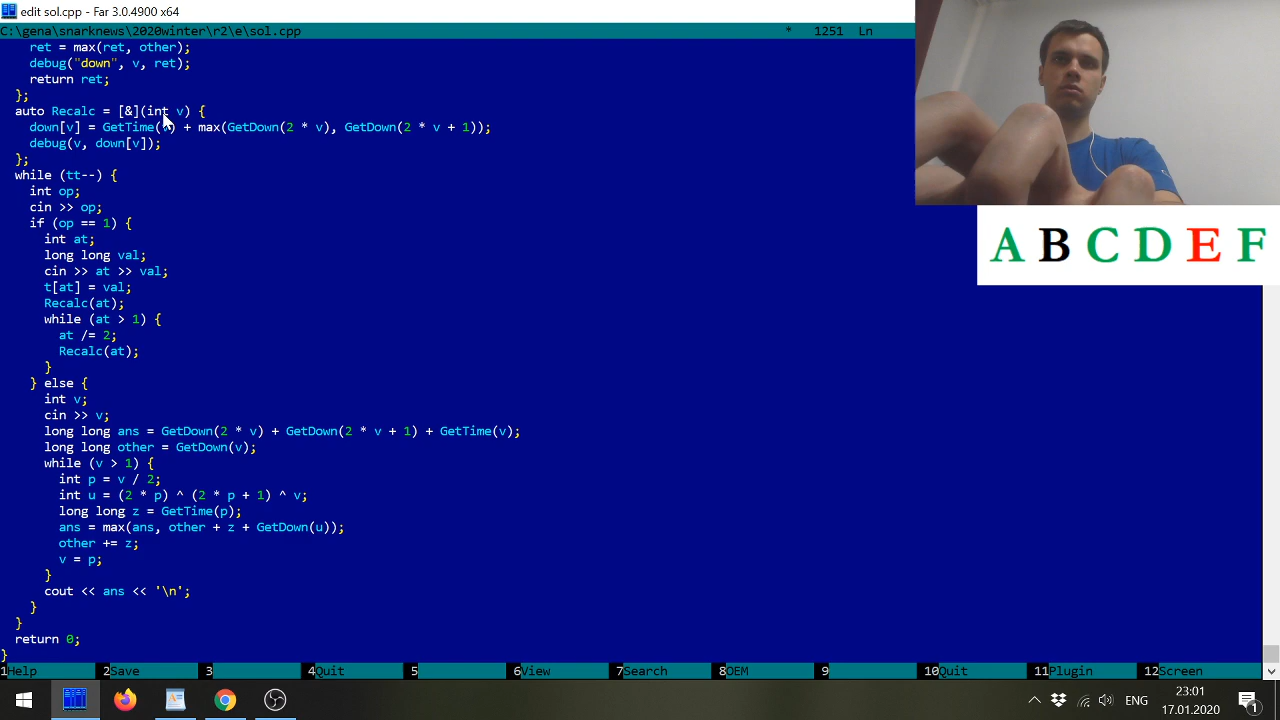 edit sol.cpp - Far 3.0.4900 x64
C:\gena\snarknews\2020winter\r2\e\sol.cpp * 1251 Ln
ret = max(ret, other);
debug("down", v, ret);
return ret;
};
auto Recalc = [&](int v) {
down[v] = GetTime(v) + max(GetDown(2 * v), GetDown(2 * v + 1));
debug(v, down[v]);
};
while (tt--) {
int op;
cin >> op;
if (op == 1) {
int at;
long long val;
cin >> at >> val;
t[at] = val;
Recalc(at);
while (at > 1) {
at /= 2;
Recalc(at);
}
} else {
int v;
cin >> v;
long long ans = GetDown(2 * v) + GetDown(2 * v + 1) + GetTime(v);
long long other = GetDown(v);
while (v > 1) {
int p = v / 2;
int u = (2 * p) ^ (2 * p + 1) ^ v;
long long z = GetTime(p);
ans = max(ans, other + z + GetDown(u));
other += z;
v = p;
}
cout << ans << '\n';
}
}
return 0;
}
A B C D E F
1Help 2Save 3 4Quit 5 6View 7Search 8OEM 9 10Quit 11Plugin 12Screen
ENG
23:01
17.01.2020
1